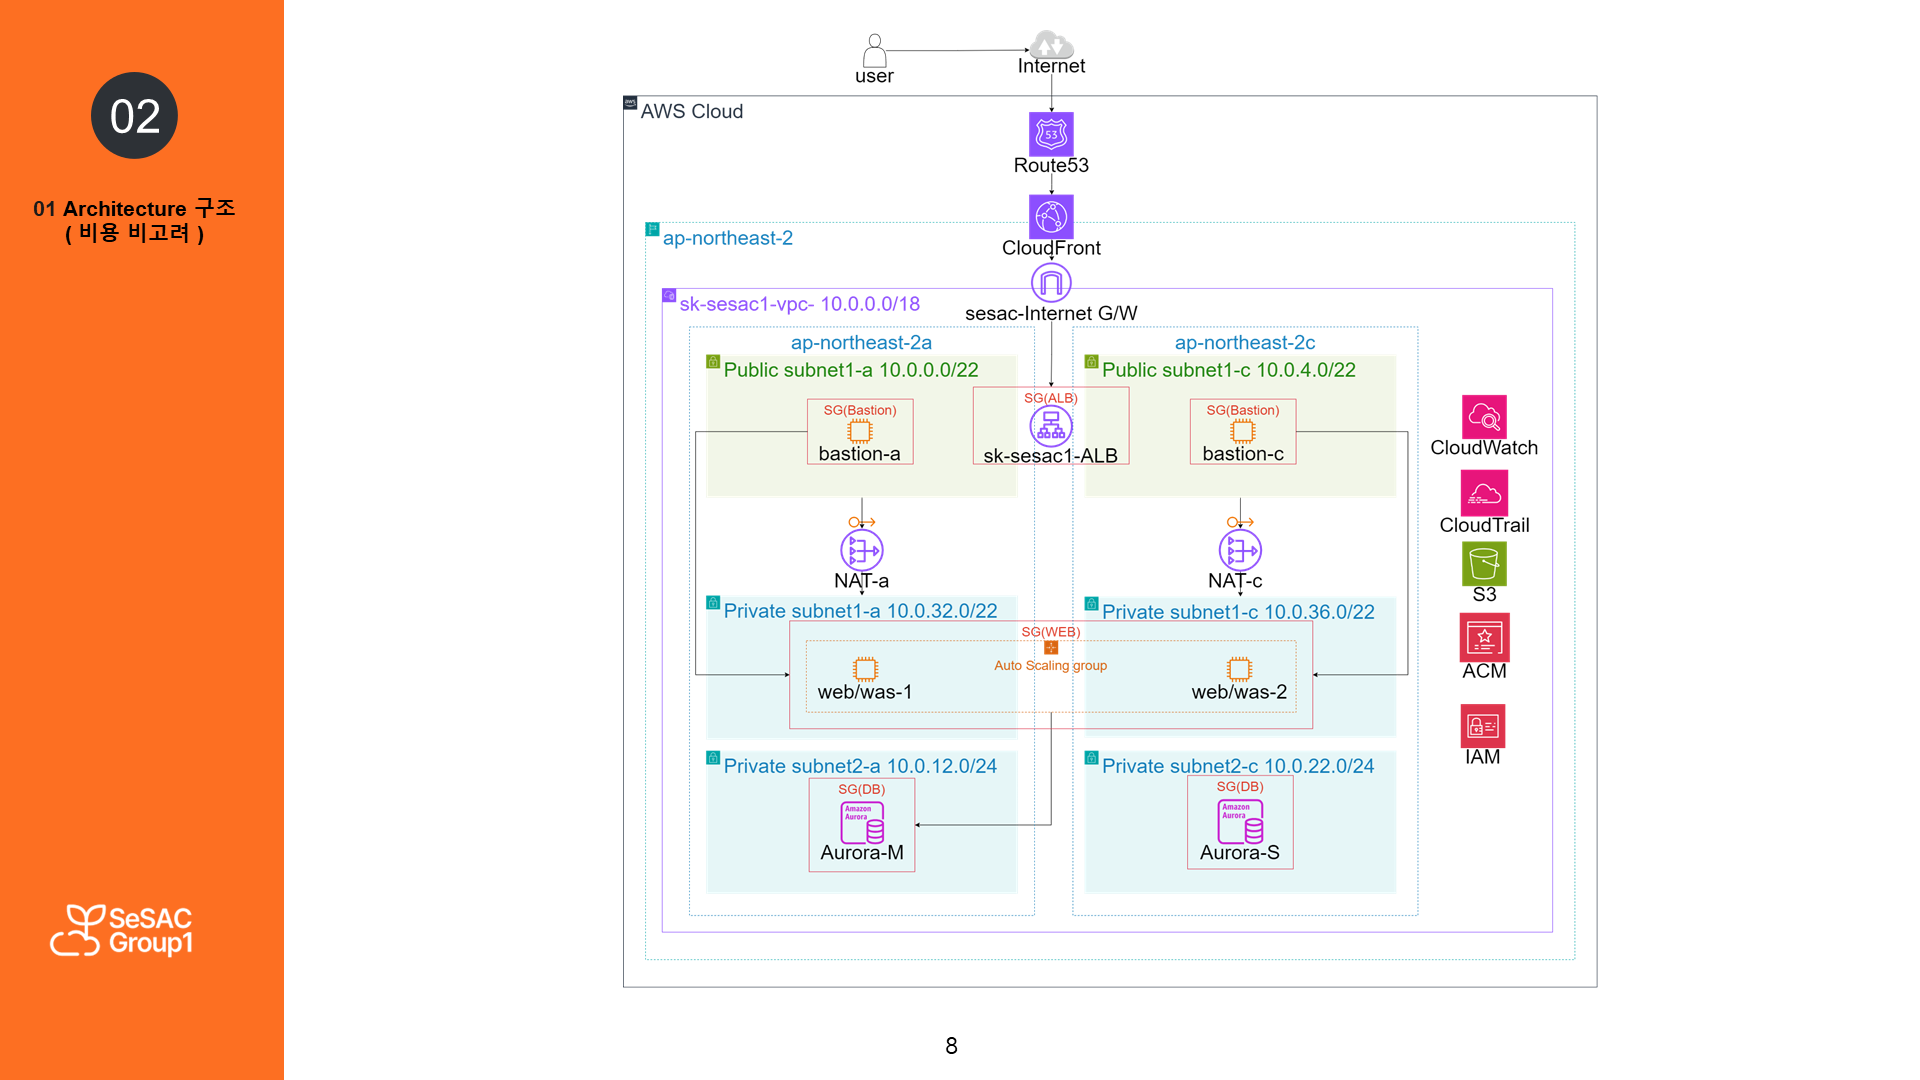 02
01 Architecture 구조
( 비용 비고려 )
SeSAC
Group1
user
Internet
aws
AWS Cloud
53
Route53
CloudFront
ap-northeast-2
sk-sesac1-vpc- 10.0.0.0/18
sesac-Internet G/W
ap-northeast-2a
ap-northeast-2c
Public subnet1-a 10.0.0.0/22
Public subnet1-c 10.0.4.0/22
SG(Bastion)
bastion-a
SG(ALB)
sk-sesac1-ALB
SG(Bastion)
bastion-c
NAT-a
NAT-c
Private subnet1-a 10.0.32.0/22
Private subnet1-c 10.0.36.0/22
SG(WEB)
Auto Scaling group
web/was-1
web/was-2
Private subnet2-a 10.0.12.0/24
Private subnet2-c 10.0.22.0/24
SG(DB)
Amazon
Aurora
Aurora-M
SG(DB)
Amazon
Aurora
Aurora-S
CloudWatch
CloudTrail
S3
ACM
IAM
8